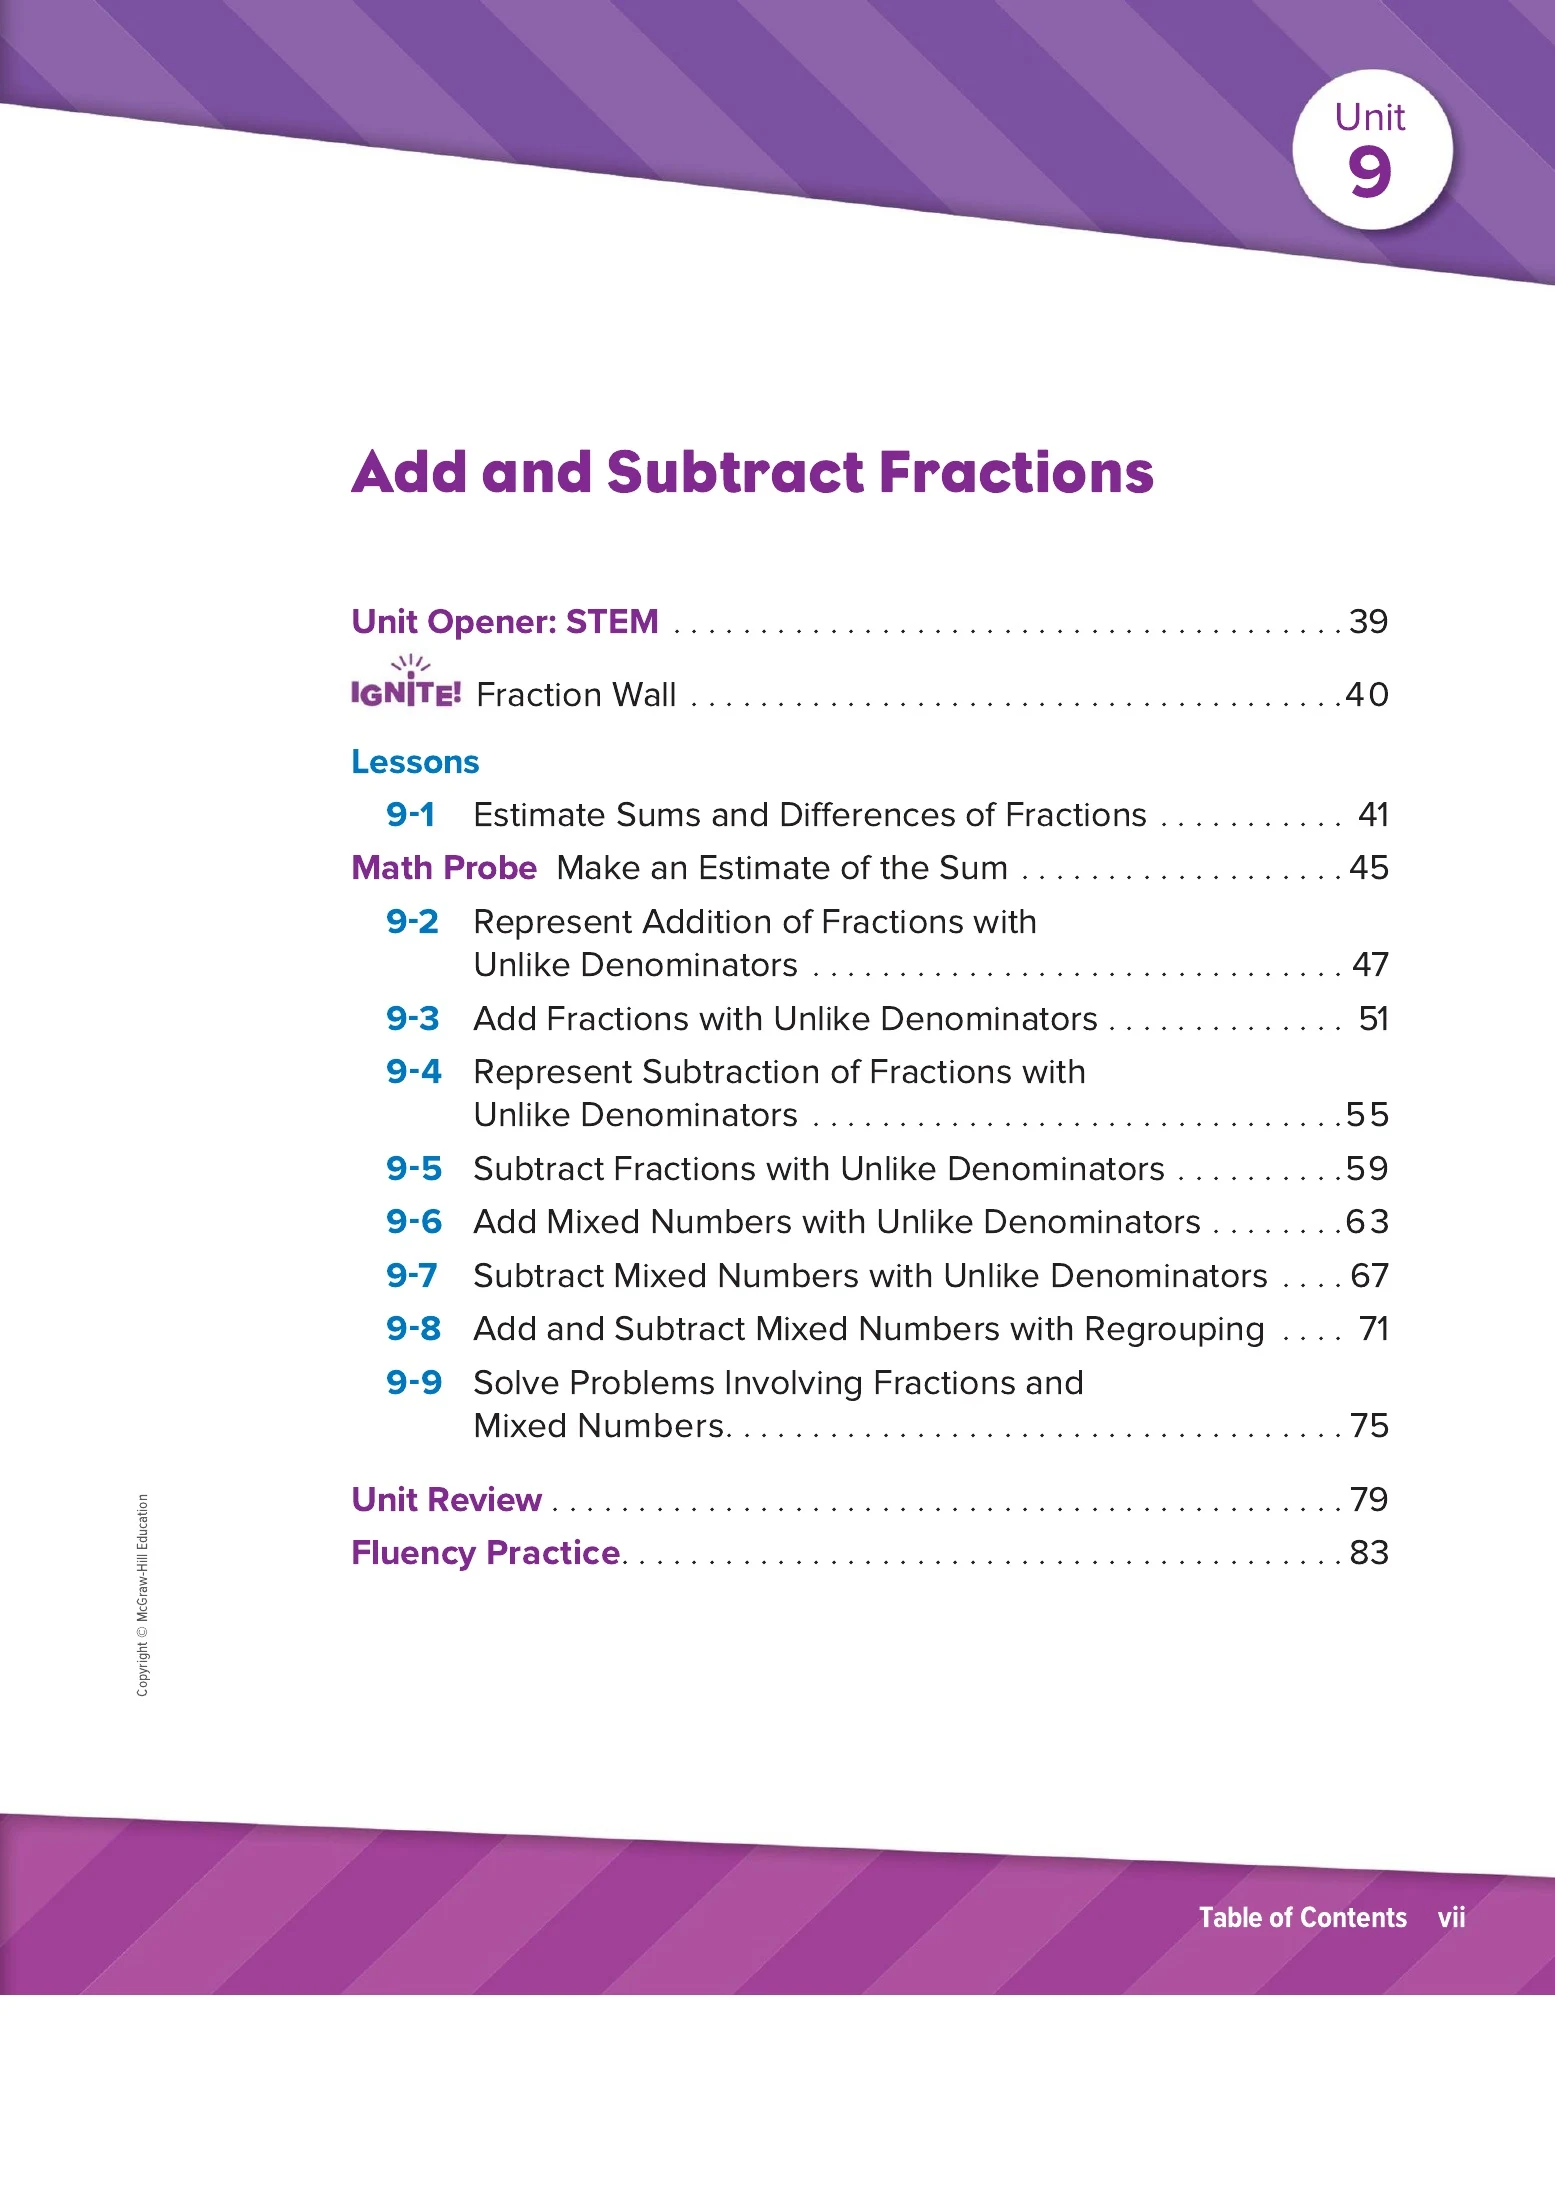 Unit
9
Add and Subtract Fractions
Unit Opener: STEM . . . . . . . . . . . . . . . . . . . . . . . . . . . . . . . . . . . . . . . 39
IGNITE! Fraction Wall . . . . . . . . . . . . . . . . . . . . . . . . . . . . . . . . . . . . . . 40
Lessons
9-1 Estimate Sums and Differences of Fractions . . . . . . . . . . . 41
Math Probe Make an Estimate of the Sum . . . . . . . . . . . . . . . . . . . 45
9-2 Represent Addition of Fractions with
Unlike Denominators . . . . . . . . . . . . . . . . . . . . . . . . . . . . . . . 47
9-3 Add Fractions with Unlike Denominators . . . . . . . . . . . . . . 51
9-4 Represent Subtraction of Fractions with
Unlike Denominators . . . . . . . . . . . . . . . . . . . . . . . . . . . . . . . 55
9-5 Subtract Fractions with Unlike Denominators . . . . . . . . . . 59
9-6 Add Mixed Numbers with Unlike Denominators . . . . . . . . 63
9-7 Subtract Mixed Numbers with Unlike Denominators . . . . 67
9-8 Add and Subtract Mixed Numbers with Regrouping . . . . 71
9-9 Solve Problems Involving Fractions and
Mixed Numbers. . . . . . . . . . . . . . . . . . . . . . . . . . . . . . . . . . . . 75
Unit Review . . . . . . . . . . . . . . . . . . . . . . . . . . . . . . . . . . . . . . . . . . . . . . 79
Fluency Practice. . . . . . . . . . . . . . . . . . . . . . . . . . . . . . . . . . . . . . . . . . 83
Copyright © McGraw-Hill Education
Table of Contents vii